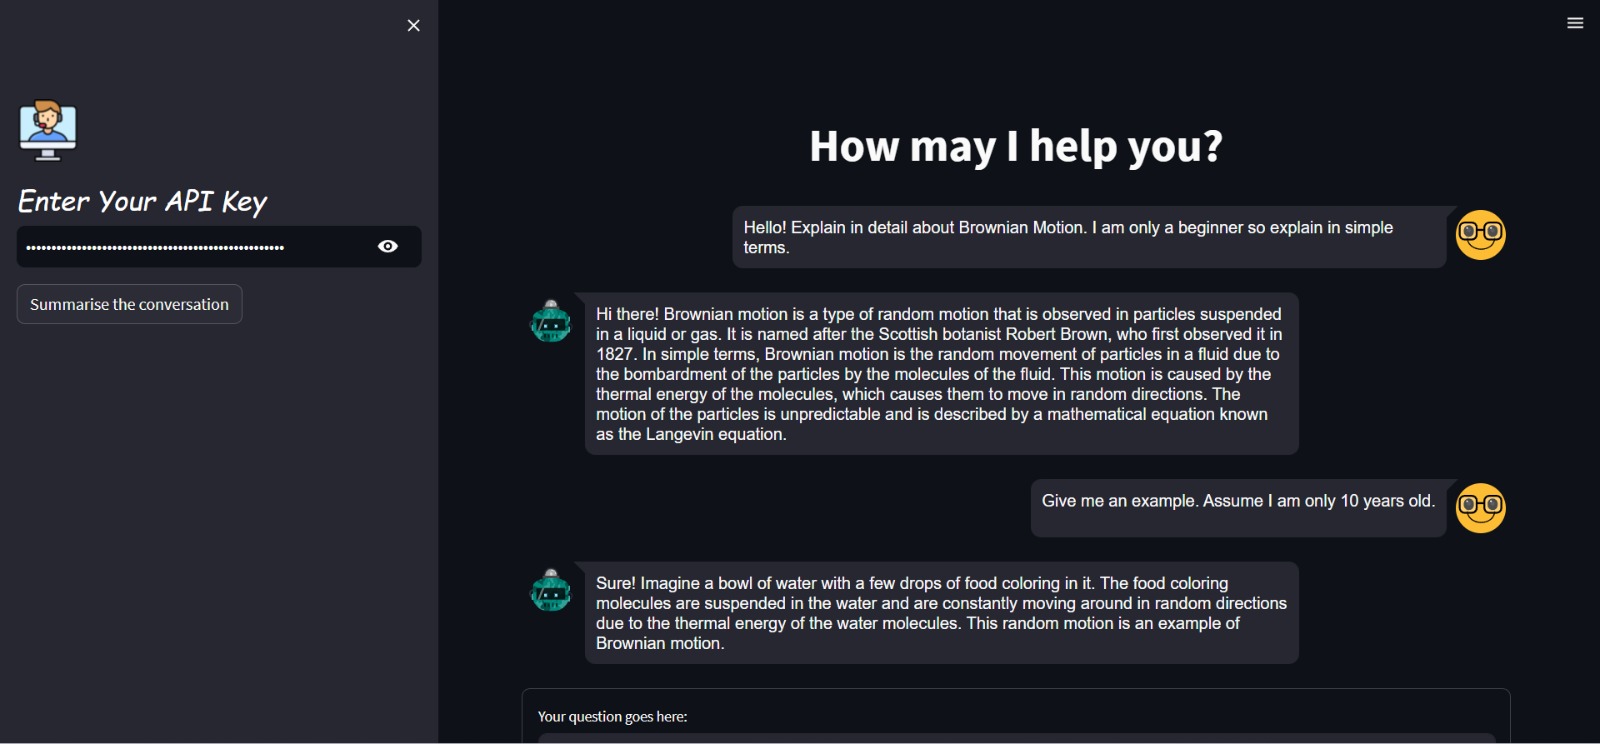 Enter Your API Key
Summarise the conversation
How may I help you?
Hello! Explain in detail about Brownian Motion. I am only a beginner so explain in simple
terms.
Hi there! Brownian motion is a type of random motion that is observed in particles suspended
in a liquid or gas. It is named after the Scottish botanist Robert Brown, who first observed it in
1827. In simple terms, Brownian motion is the random movement of particles in a fluid due to
the bombardment of the particles by the molecules of the fluid. This motion is caused by the
thermal energy of the molecules, which causes them to move in random directions. The
motion of the particles is unpredictable and is described by a mathematical equation known
as the Langevin equation.
Give me an example. Assume I am only 10 years old.
Sure! Imagine a bowl of water with a few drops of food coloring in it. The food coloring
molecules are suspended in the water and are constantly moving around in random directions
due to the thermal energy of the water molecules. This random motion is an example of
Brownian motion.
Your question goes here: